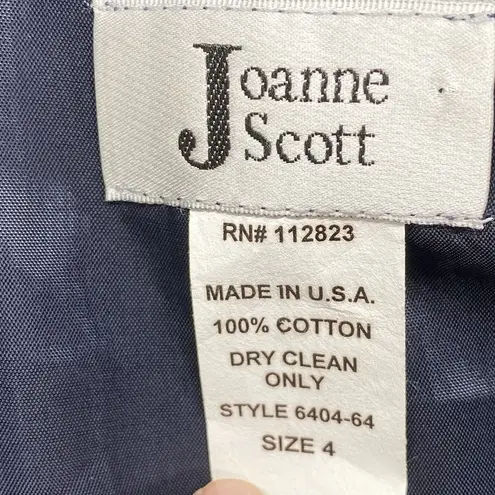 Joanne
Scott
RN# 112823
MADE IN U.S.A.
100% COTTON
DRY CLEAN
ONLY
STYLE 6404-64
SIZE 4